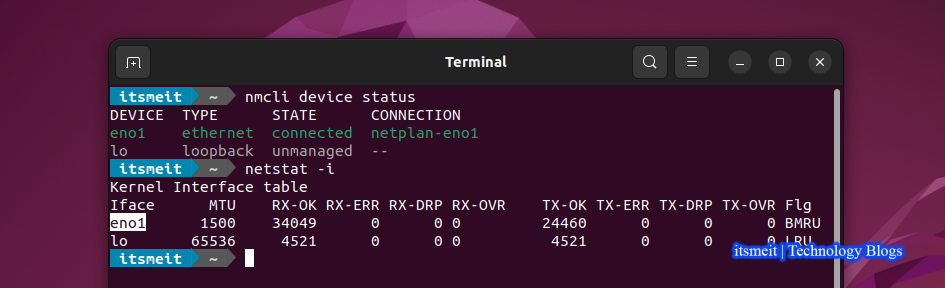 Terminal
itsmeit ~ nmcli device status
DEVICE TYPE STATE CONNECTION
eno1 ethernet connected netplan-eno1
lo loopback unmanaged --
itsmeit ~ netstat -i
Kernel Interface table
Iface MTU RX-OK RX-ERR RX-DRP RX-OVR TX-OK TX-ERR TX-DRP TX-OVR Flg
eno1 1500 34049 0 0 0 24460 0 0 0 BMRU
lo 65536 4521 0 0 0 4521 0 0 0 LRU
itsmeit ~
itsmeit | Technology Blogs